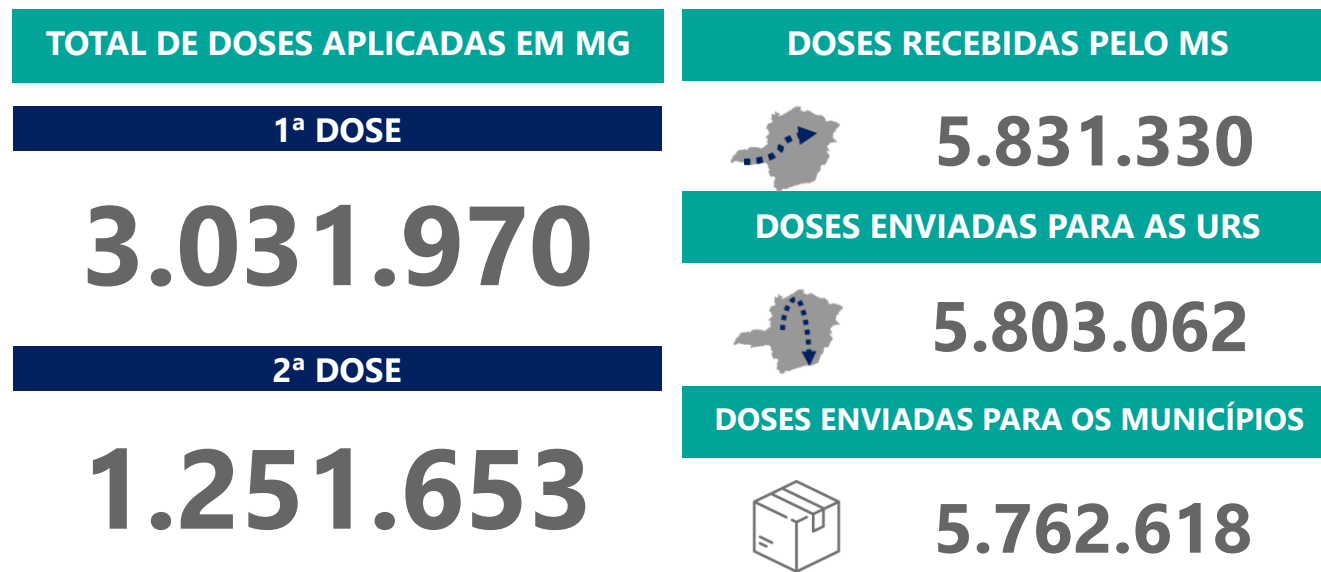 TOTAL DE DOSES APLICADAS EM MG
1ª DOSE
3.031.970
2ª DOSE
1.251.653
DOSES RECEBIDAS PELO MS
5.831.330
DOSES ENVIADAS PARA AS URS
5.803.062
DOSES ENVIADAS PARA OS MUNICÍPIOS
5.762.618